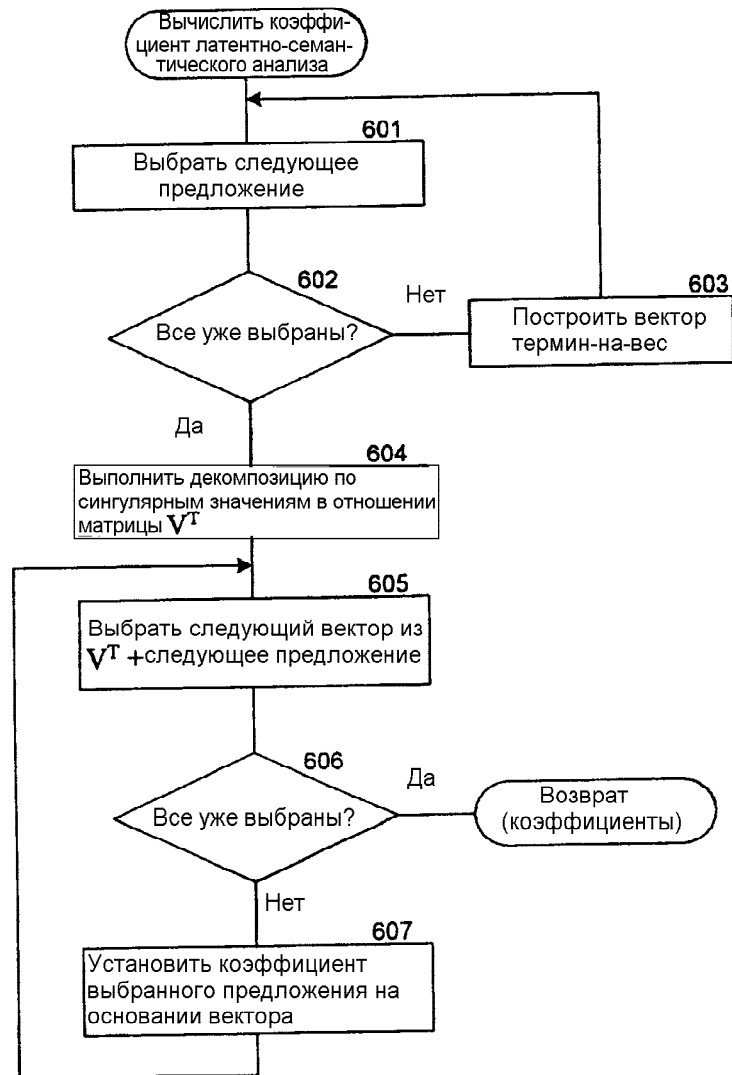 Вычислить коэффи-
циент латентно-семан-
тического анализа
601
Выбрать следующее
предложение
602
Все уже выбраны?
Нет
603
Построить вектор
термин-на-вес
Да
604
Выполнить декомпозицию по
сингулярным значениям в отношении
матрицы V^T
605
Выбрать следующий вектор из
V^T +следующее предложение
606
Все уже выбраны?
Да
Возврат
(коэффициенты)
Нет
607
Установить коэффициент
выбранного предложения на
основании вектора